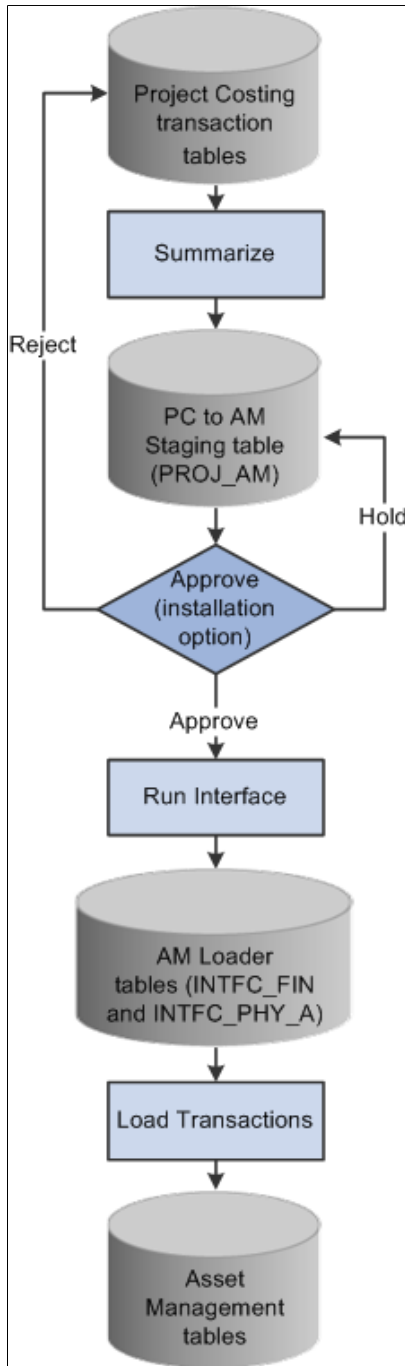 Project Costing
transaction
tables
Summarize
Reject
PC to AM
Staging table
(PROJ_AM)
Hold
Approve
(installation
option)
Approve
Run Interface
AM Loader
tables (INTFC_FIN
and INTFC_PHY_A)
Load Transactions
Asset
Management
tables